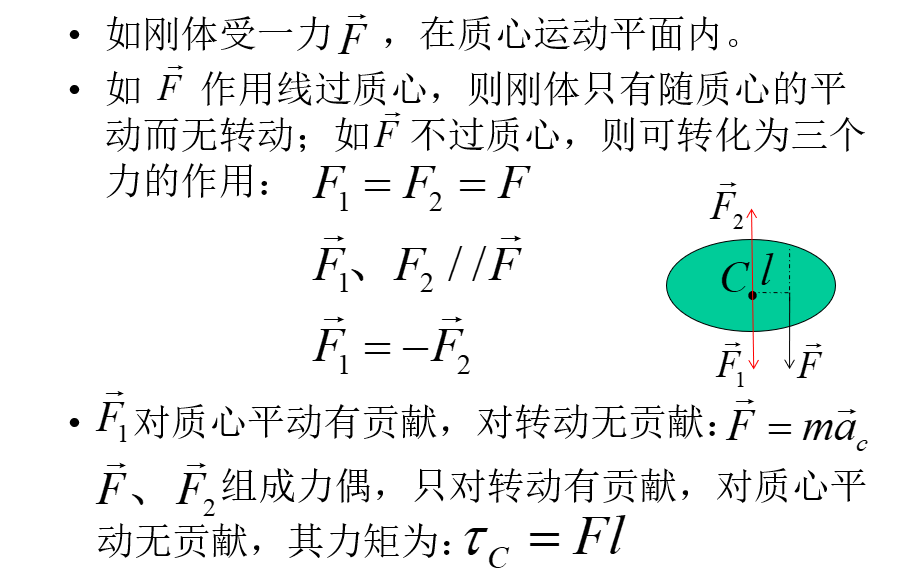 • 如刚体受一力 $\vec{F}$ ，在质心运动平面内。
• 如 $\vec{F}$ 作用线过质心，则刚体只有随质心的平
动而无转动；如 $\vec{F}$ 不过质心，则可转化为三个
力的作用： $F_1 = F_2 = F$
$\vec{F}_1$、$F_2 // \vec{F}$
$\vec{F}_1 = -\vec{F}_2$
$\vec{F}_2$
C l
$\vec{F}_1$ $\vec{F}$
• $\vec{F}_1$ 对质心平动有贡献，对转动无贡献：$\vec{F} = m\vec{a}_c$
$\vec{F}$、$\vec{F}_2$ 组成力偶，只对转动有贡献，对质心平
动无贡献，其力矩为：$\tau_C = Fl$